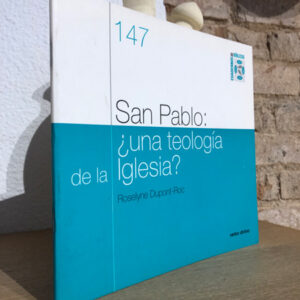 147
San Pablo:
¿una teología
de la Iglesia?
Roselyne Dupont-Roc
verbo divino